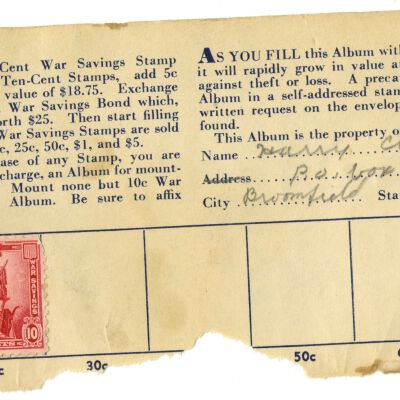 Cent War Savings Stamp
Ten-Cent Stamps, add 5c
value of $18.75. Exchange
War Savings Bond which,
orth $25. Then start filling
War Savings Stamps are sold
c, 25c, 50c, $1, and $5.
ase of any Stamp, you are
charge, an Album for mount-
Mount none but 10c War
Album. Be sure to affix
AS YOU FILL this Album with
it will rapidly grow in value an
against theft or loss. A preca
Album in a self-addressed stam
written request on the envelop
found.
This Album is the property o
Name Harry
Address P.O. Box
City Broomfield Sta
WAR SAVINGS
10
CENTS
c 30c 50c